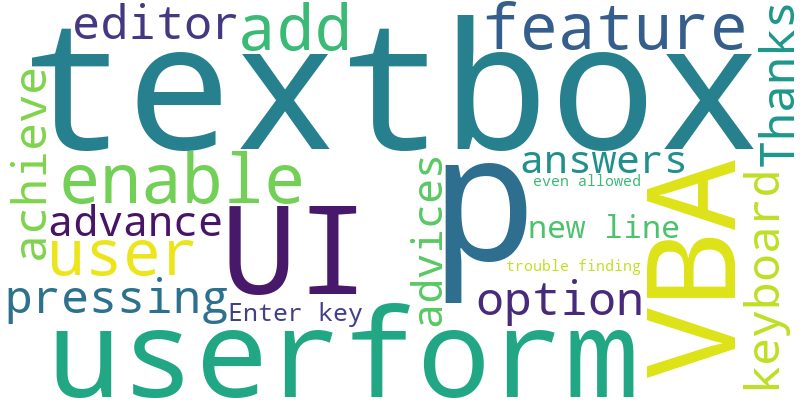 editor
add
feature
Thanks
textbox
achieve
enable
p
answers
even allowed
advices
VBA
keyboard
advance
UI
new line
user
trouble finding
pressing
Enter key
option
userform